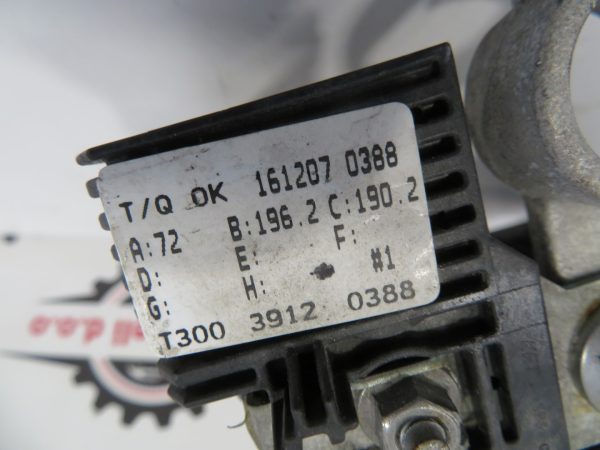 T/Q OK 161207 0388
A:72 B:196.2 C:190.2
D: E: F:
G: H: #1
T300 3912 0388
d.o.o